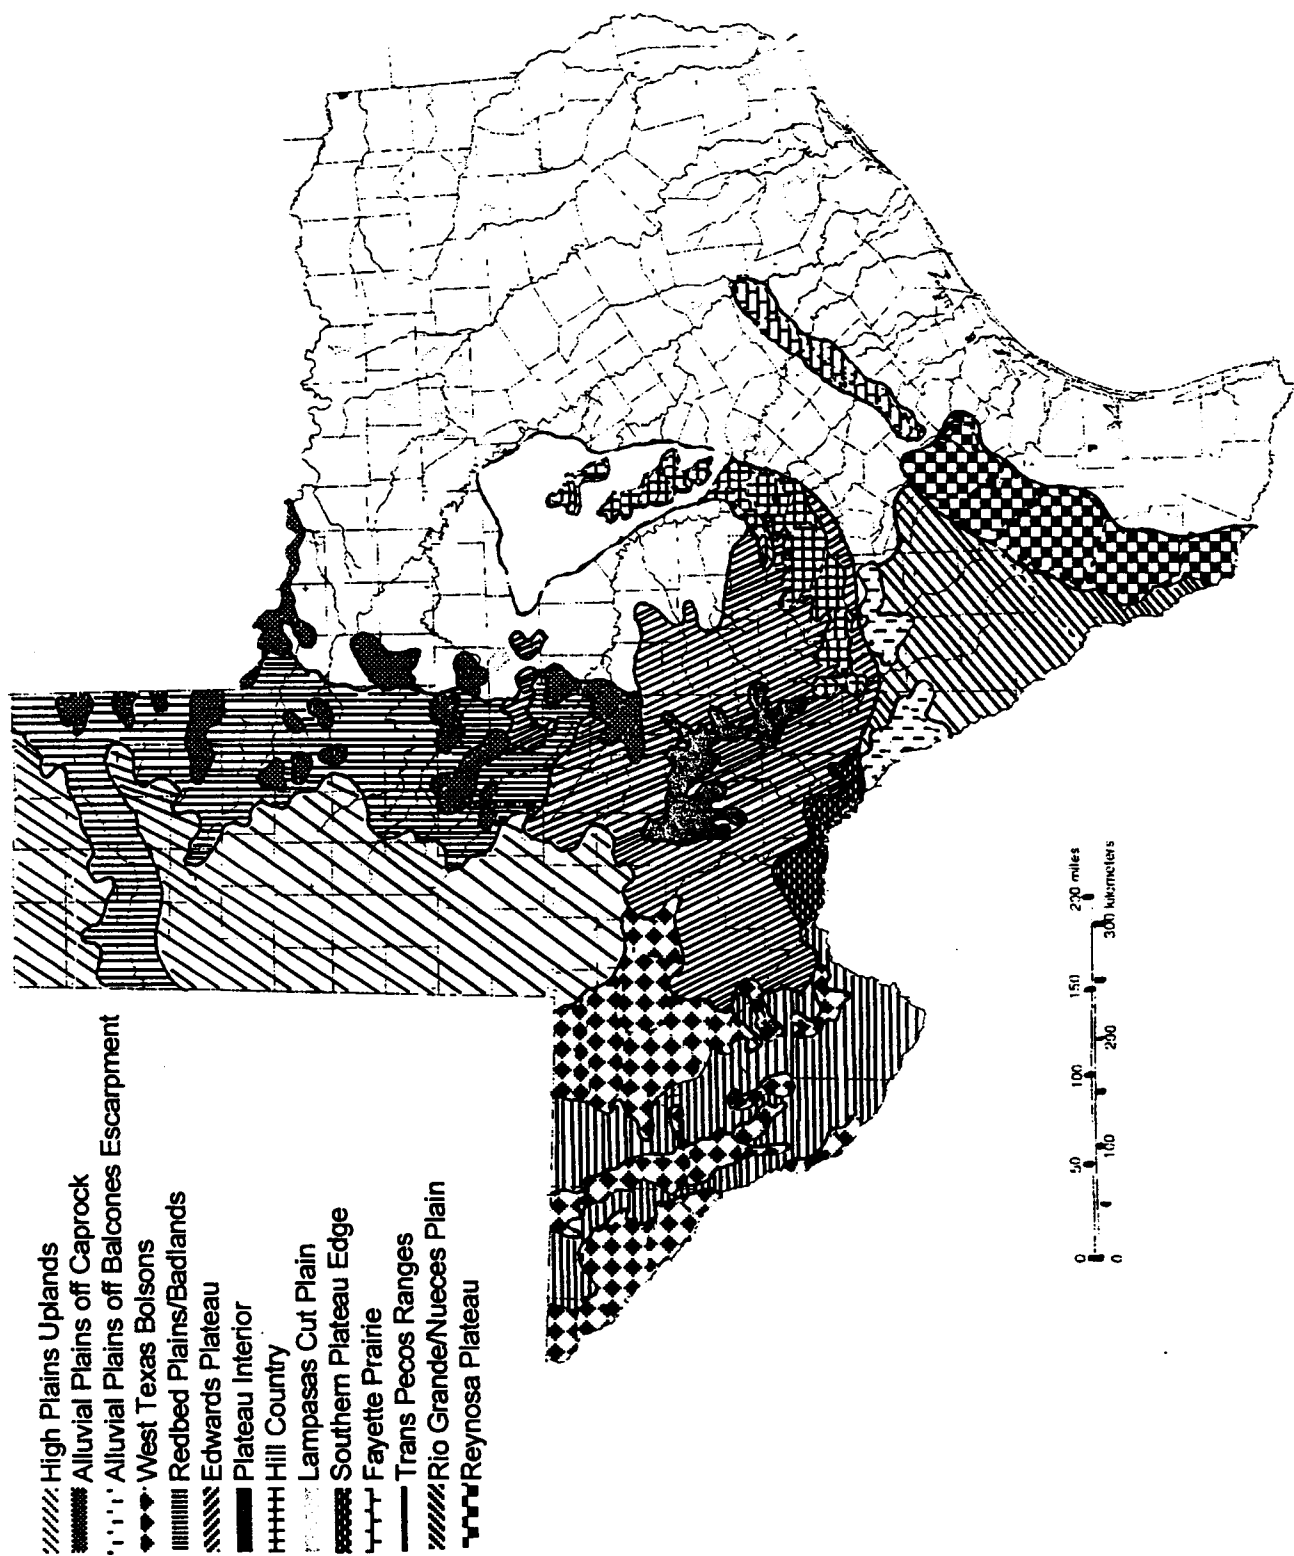 High Plains Uplands
Alluvial Plains off Caprock
Alluvial Plains off Balcones Escarpment
West Texas Bolsons
Redbed Plains/Badlands
Edwards Plateau
Plateau Interior
Hill Country
Lampasas Cut Plain
Southern Plateau Edge
Fayette Prairie
Trans Pecos Ranges
Rio Grande/Nueces Plain
Reynosa Plateau
0 50 100 150 200 miles
0 100 200 300 kilometers